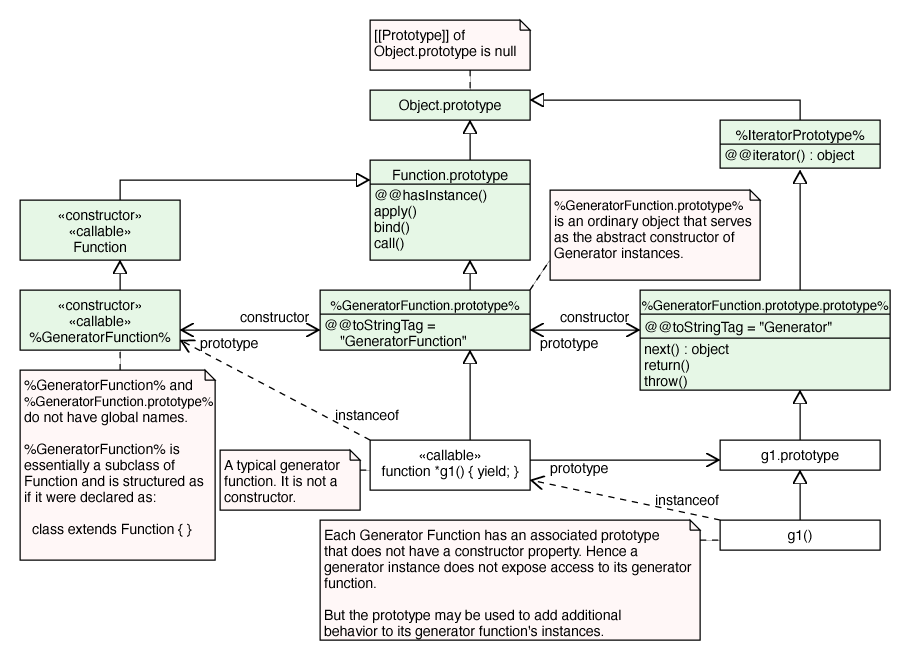 [[Prototype]] of
Object.prototype is null
Object.prototype
%IteratorPrototype%
@@iterator() : object
Function.prototype
@@hasInstance()
apply()
bind()
call()
«constructor»
«callable»
Function
%GeneratorFunction.prototype%
is an ordinary object that serves
as the abstract constructor of
Generator instances.
«constructor»
«callable»
%GeneratorFunction%
constructor
prototype
%GeneratorFunction.prototype%
@@toStringTag =
"GeneratorFunction"
constructor
prototype
%GeneratorFunction.prototype.prototype%
@@toStringTag = "Generator"
next() : object
return()
throw()
%GeneratorFunction% and
%GeneratorFunction.prototype%
do not have global names.
%GeneratorFunction% is
essentially a subclass of
Function and is structured as
if it were declared as:
class extends Function { }
instanceof
A typical generator
function. It is not a
constructor.
«callable»
function *g1() { yield; }
prototype
g1.prototype
instanceof
g1()
Each Generator Function has an associated prototype
that does not have a constructor property. Hence a
generator instance does not expose access to its generator
function.
But the prototype may be used to add additional
behavior to its generator function's instances.